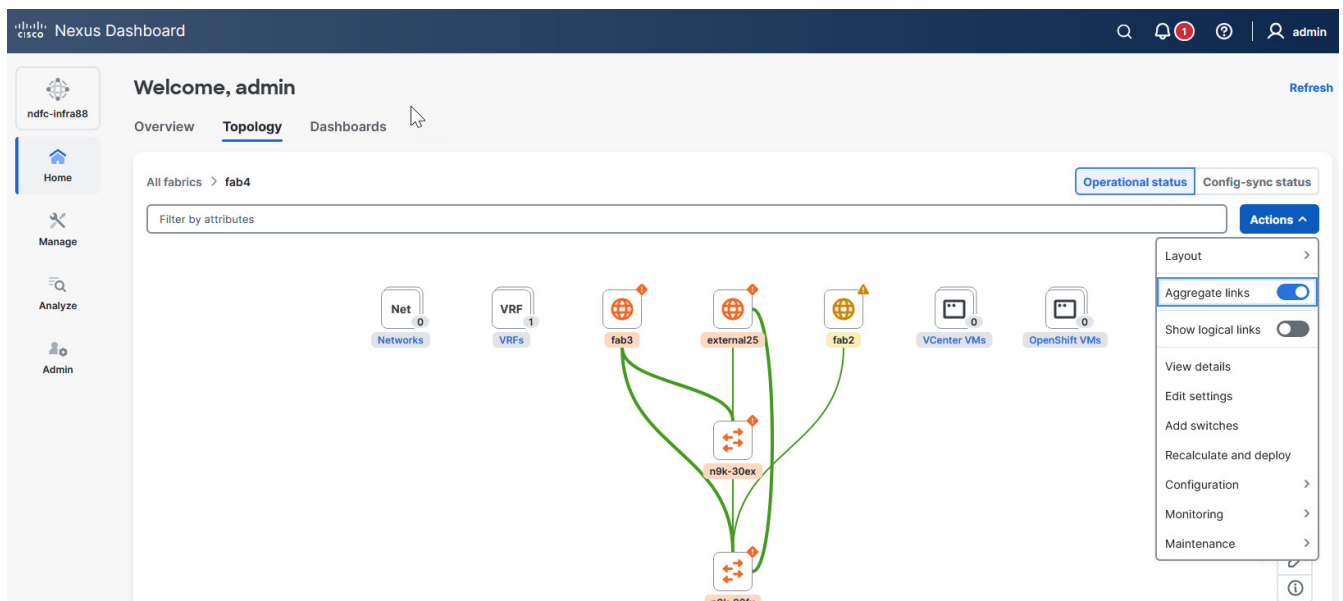 cisco Nexus Dashboard
1
admin
ndfc-infra88
Home
Manage
Analyze
Admin
Welcome, admin
Refresh
Overview Topology Dashboards
All fabrics > fab4
Operational status Config-sync status
Filter by attributes
Actions
Layout
Aggregate links
Show logical links
View details
Edit settings
Add switches
Recalculate and deploy
Configuration
Monitoring
Maintenance
Net 0
Networks
VRF 1
VRFs
fab3
external25
fab2
0
VCenter VMs
0
OpenShift VMs
n9k-30ex